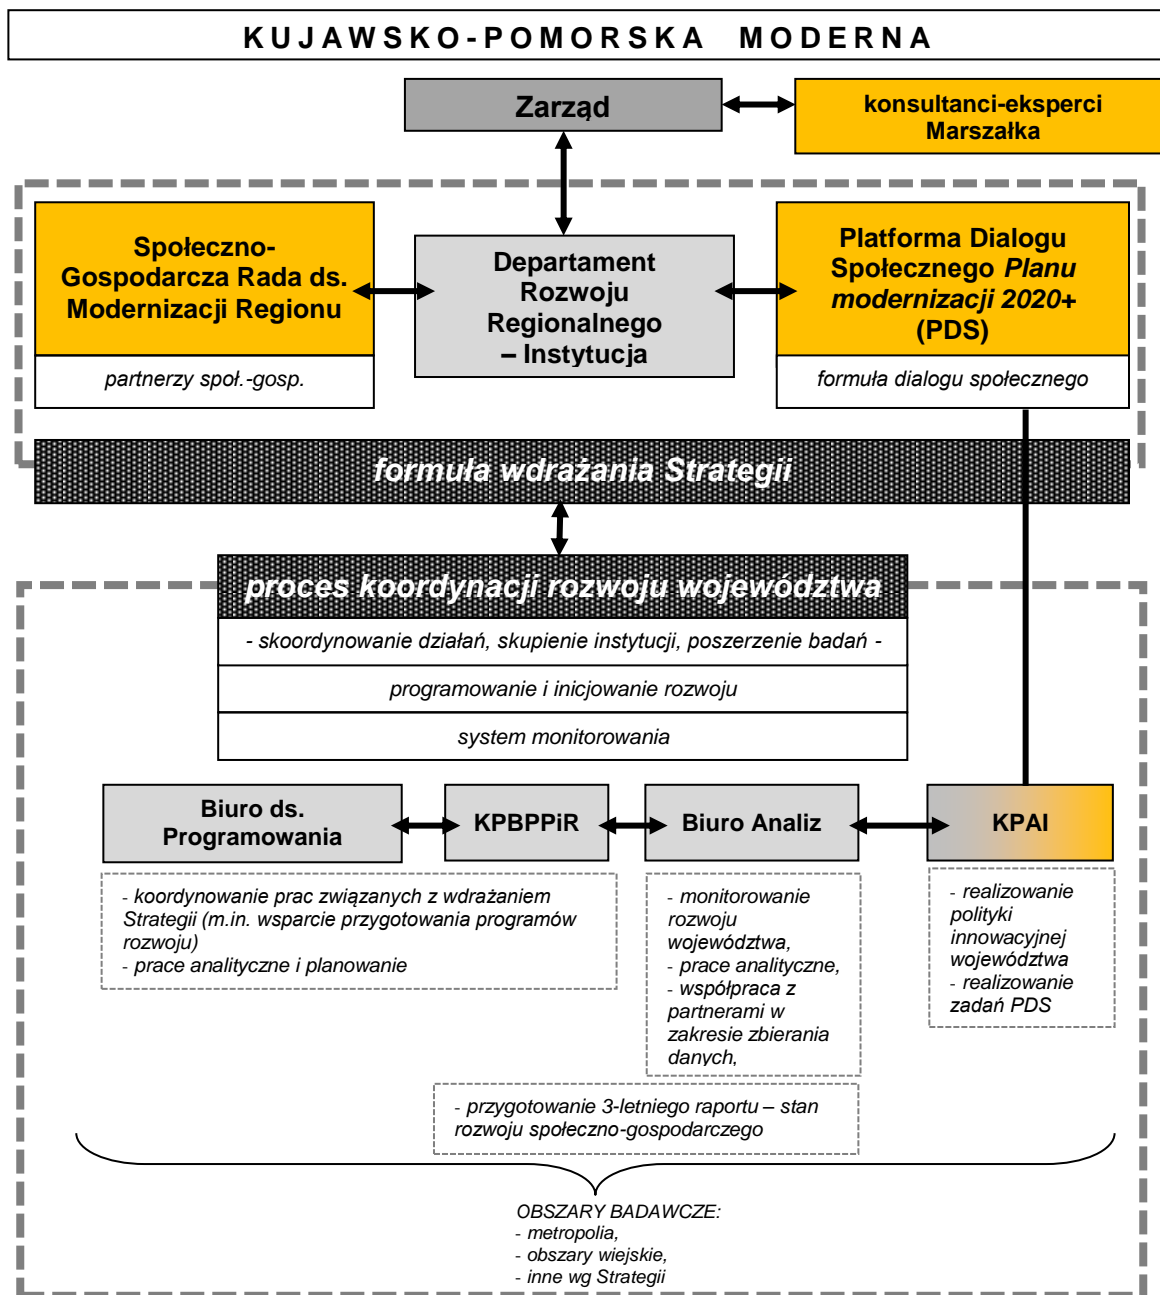 KUJAWSKO-POMORSKA MODERNA
Zarząd
konsultanci-eksperci
Marszałka
Społeczno-
Gospodarcza Rada ds.
Modernizacji Regionu
partnerzy społ.-gosp.
Departament
Rozwoju
Regionalnego
– Instytucja
Platforma Dialogu
Społecznego Planu
modernizacji 2020+
(PDS)
formuła dialogu społecznego
formuła wdrażania Strategii
proces koordynacji rozwoju województwa
- skoordynowanie działań, skupienie instytucji, poszerzenie badań -
programowanie i inicjowanie rozwoju
system monitorowania
Biuro ds.
Programowania
KPBPPiR
Biuro Analiz
KPAI
- koordynowanie prac związanych z wdrażaniem
Strategii (m.in. wsparcie przygotowania programów
rozwoju)
- prace analityczne i planowanie
- monitorowanie
rozwoju
województwa,
- prace analityczne,
- współpraca z
partnerami w
zakresie zbierania
danych,
- realizowanie
polityki
innowacyjnej
województwa
- realizowanie
zadań PDS
- przygotowanie 3-letniego raportu – stan
rozwoju społeczno-gospodarczego
OBSZARY BADAWCZE:
- metropolia,
- obszary wiejskie,
- inne wg Strategii